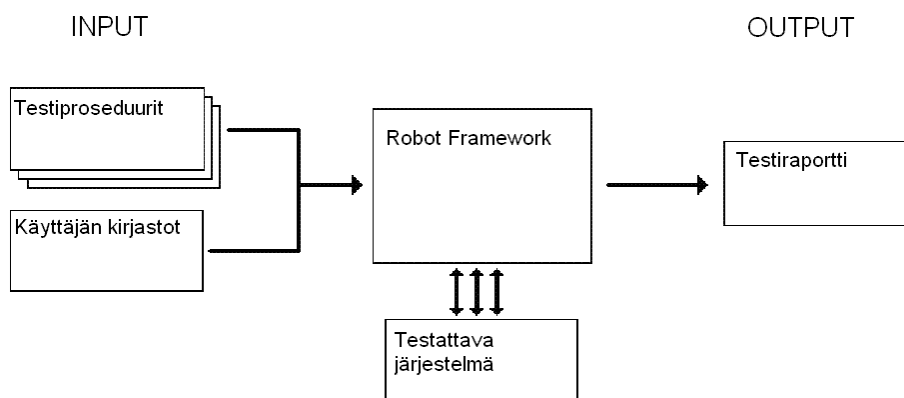 INPUT
OUTPUT
Testiproseduurit
Käyttäjän kirjastot
Robot Framework
Testattava
järjestelmä
Testiraportti